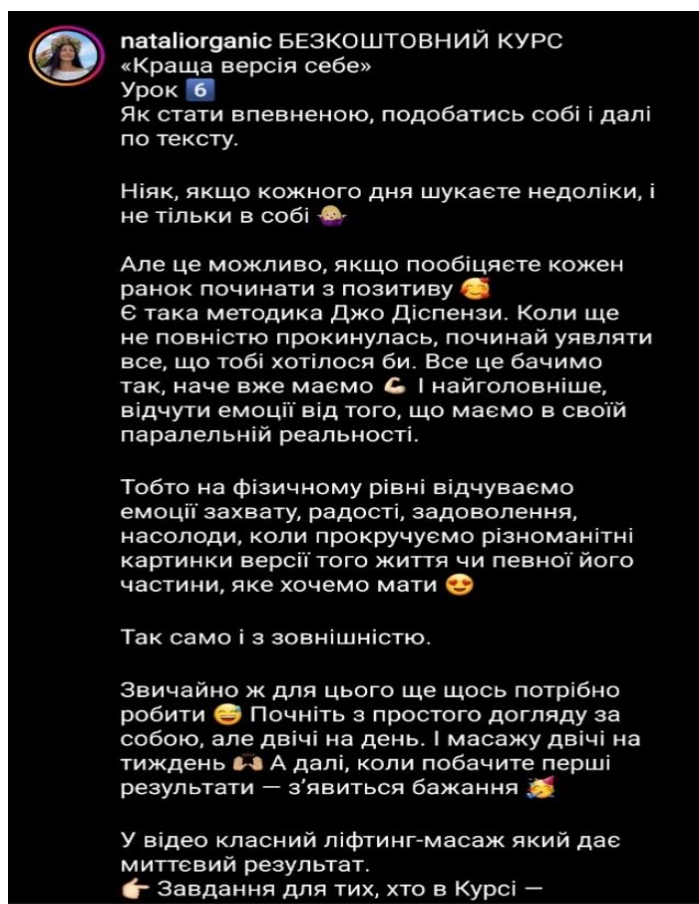 nataliorganic БЕЗКОШТОВНИЙ КУРС
«Краща версія себе»
Урок 6️⃣
Як стати впевненою, подобатись собі і далі
по тексту.
Ніяк, якщо кожного дня шукаєте недоліки, і
не тільки в собі 🤷🏼‍♀️
Але це можливо, якщо пообіцяєте кожен
ранок починати з позитиву 🥰
Є така методика Джо Діспензи. Коли ще
не повністю прокинулась, починай уявляти
все, що тобі хотілося би. Все це бачимо
так, наче вже маємо 💪🏻 І найголовніше,
відчути емоції від того, що маємо в своїй
паралельній реальності.
Тобто на фізичному рівні відчуваємо
емоції захвату, радості, задоволення,
насолоди, коли прокручуємо різноманітні
картинки версії того життя чи певної його
частини, яке хочемо мати 😍
Так само і з зовнішністю.
Звичайно ж для цього ще щось потрібно
робити 😅 Почніть з простого догляду за
собою, але двічі на день. І масажу двічі на
тиждень 🙌🏼 А далі, коли побачите перші
результати — з’явиться бажання 🥳
У відео класний ліфтинг-масаж який дає
миттєвий результат.
👉🏻 Завдання для тих, хто в Курсі —